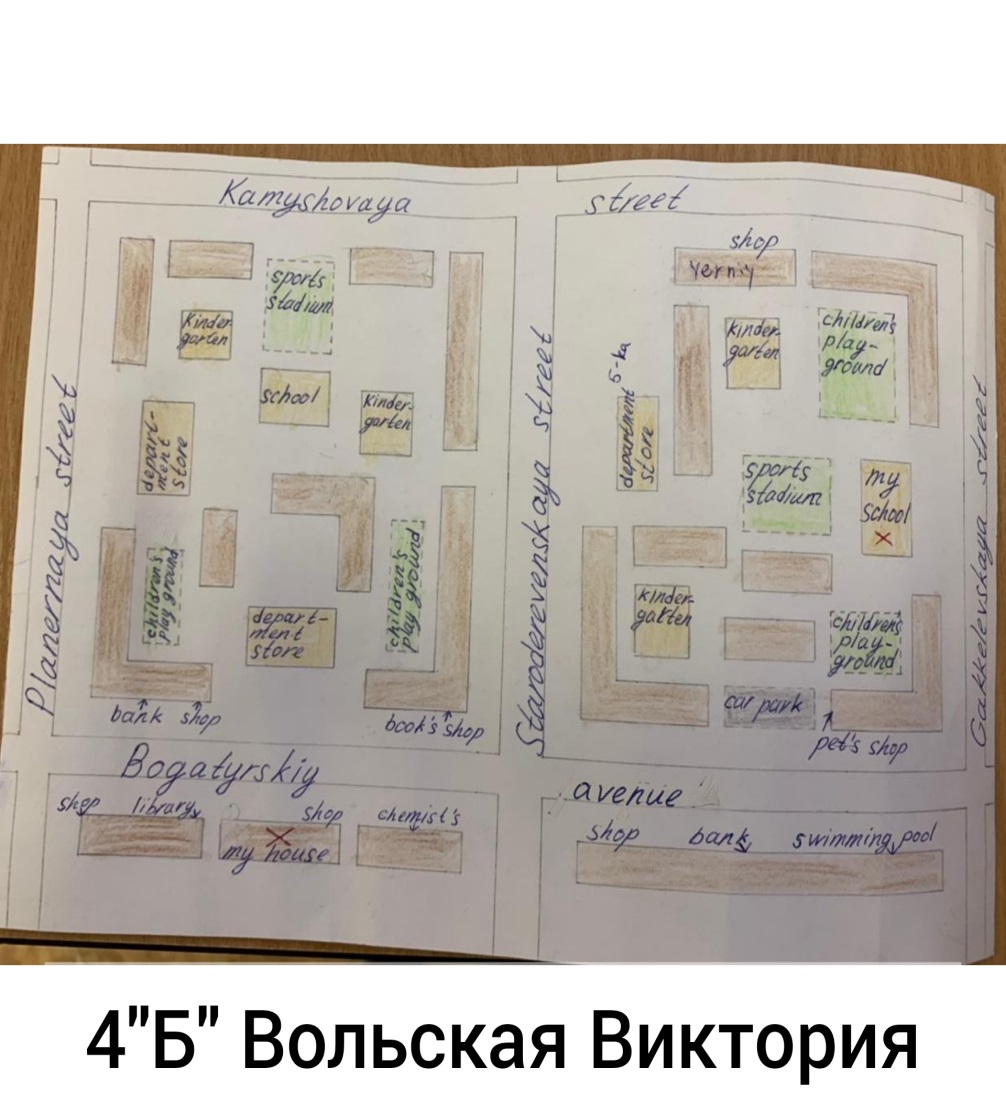 Kamyshovaya street
shop
Verniy
sports
stadium
Kinder-
garten
school
Kinder-
garten
depart-
ment
store
children's
play ground
depart-
ment
store
children's
play ground
bank shop
book's shop
Planernaya street
Staroderevenskaya street
5-ka
department
store
kinder-
garten
children's
play-
ground
sports
stadium
my
school
kinder-
garten
children's
play-
ground
car park
pet's shop
Gakkelevskaya street
Bogatyrskiy avenue
shop library shop chemist's
my house
shop bank swimming pool
4"Б" Вольская Виктория